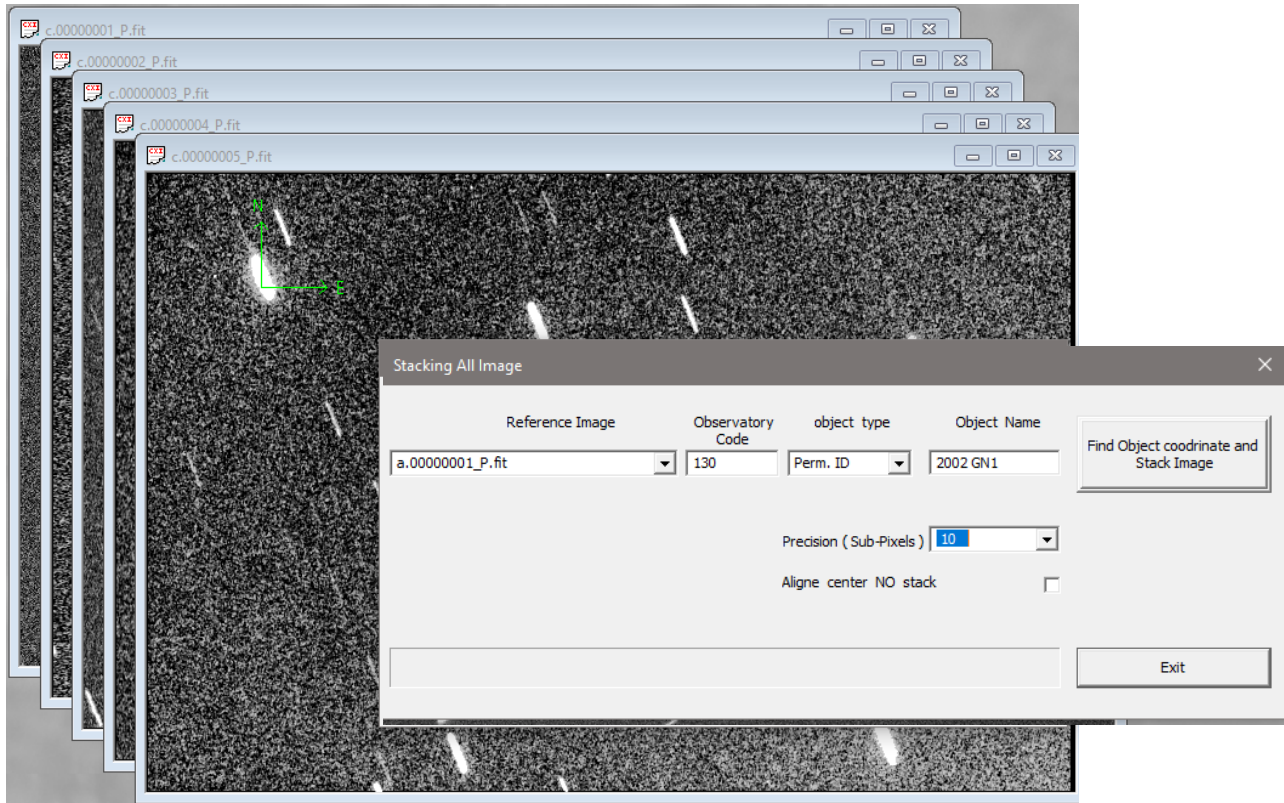 c.00000001_P.fit
c.00000002_P.fit
c.00000003_P.fit
c.00000004_P.fit
c.00000005_P.fit
N
E
Stacking All Image
Reference Image
Observatory
Code
object type
Object Name
a.00000001_P.fit
130
Perm. ID
2002 GN1
Find Object coodrinate and
Stack Image
Precision ( Sub-Pixels )
10
Aligne center NO stack
Exit